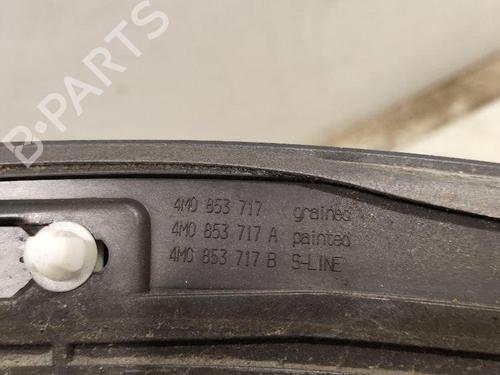 B-PARTS
4M0 853 717 grained
4M0 853 717 A painted
4M0 853 717 B S-LINE